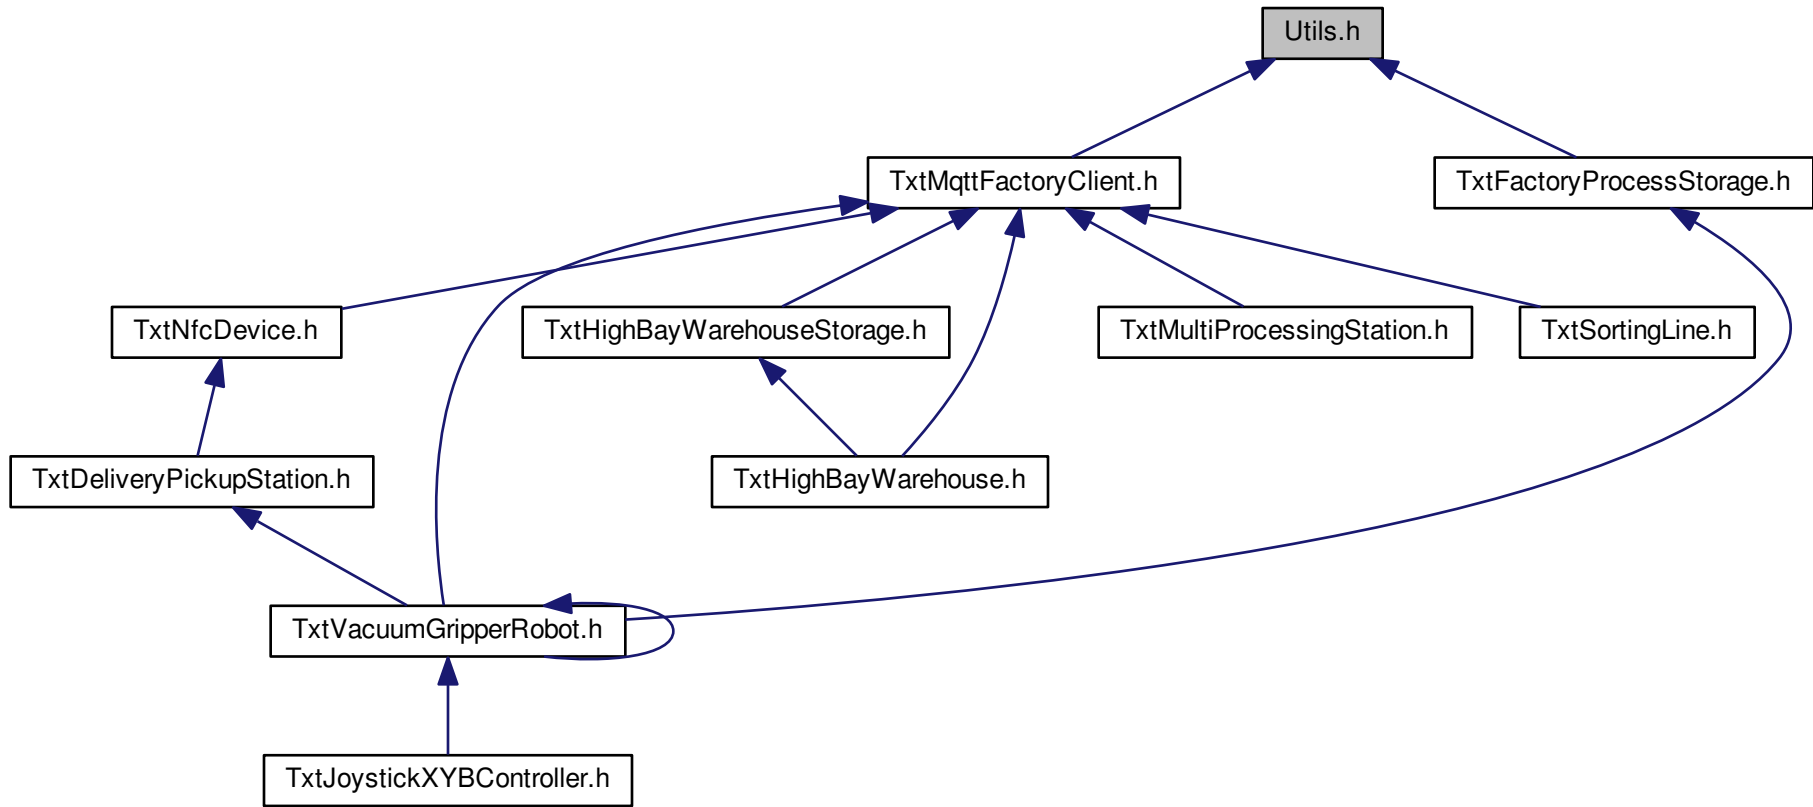 Utils.h
TxtMqttFactoryClient.h
TxtFactoryProcessStorage.h
TxtNfcDevice.h
TxtHighBayWarehouseStorage.h
TxtMultiProcessingStation.h
TxtSortingLine.h
TxtDeliveryPickupStation.h
TxtHighBayWarehouse.h
TxtVacuumGripperRobot.h
TxtJoystickXYBController.h